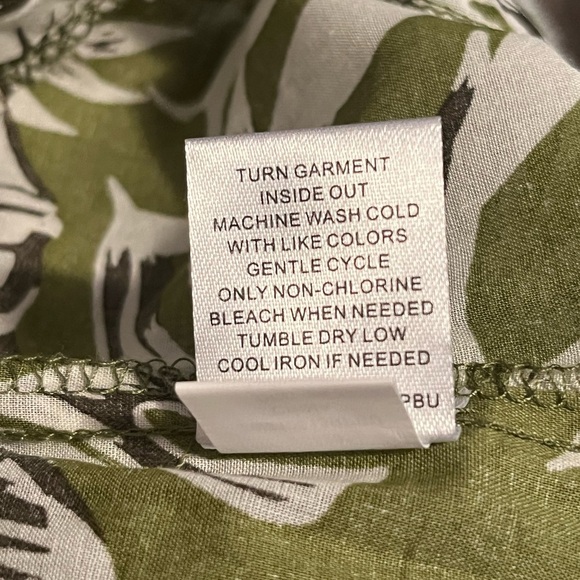 TURN GARMENT
INSIDE OUT
MACHINE WASH COLD
WITH LIKE COLORS
GENTLE CYCLE
ONLY NON-CHLORINE
BLEACH WHEN NEEDED
TUMBLE DRY LOW
COOL IRON IF NEEDED
PBU